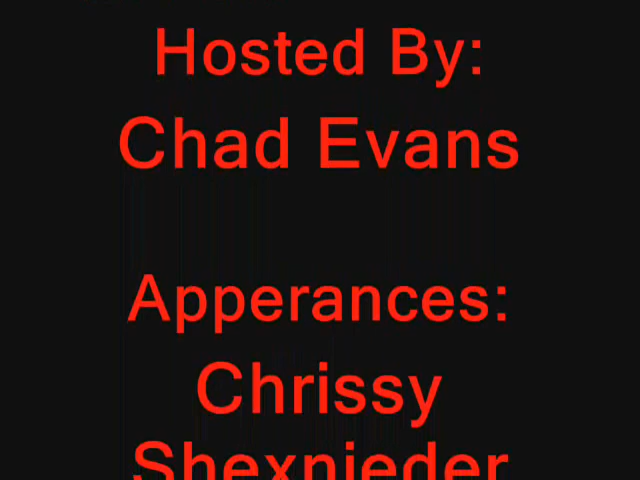 Hosted By:
Chad Evans
Apperances:
Chrissy
Shexnieder